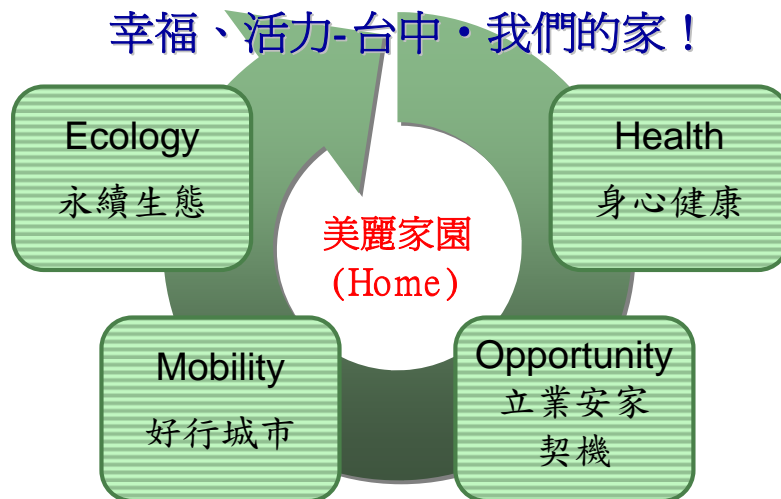 幸福、活力-台中・我們的家！
Ecology
永續生態
Health
身心健康
美麗家園
(Home)
Mobility
好行城市
Opportunity
立業安家
契機